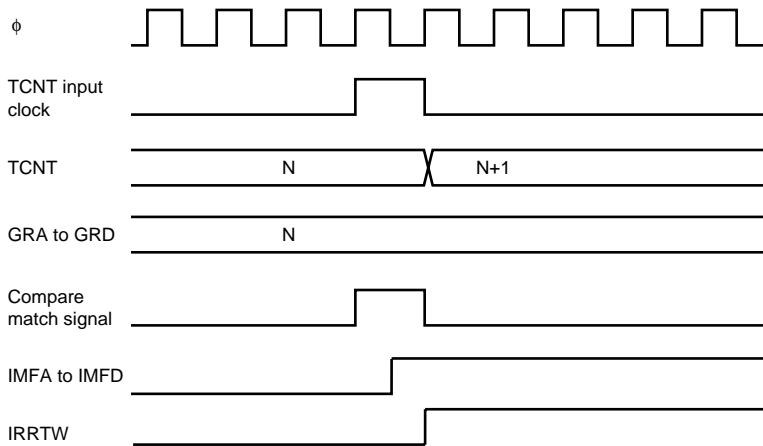 ϕ
TCNT input
clock
TCNT
N
N+1
GRA to GRD
N
Compare
match signal
IMFA to IMFD
IRRTW